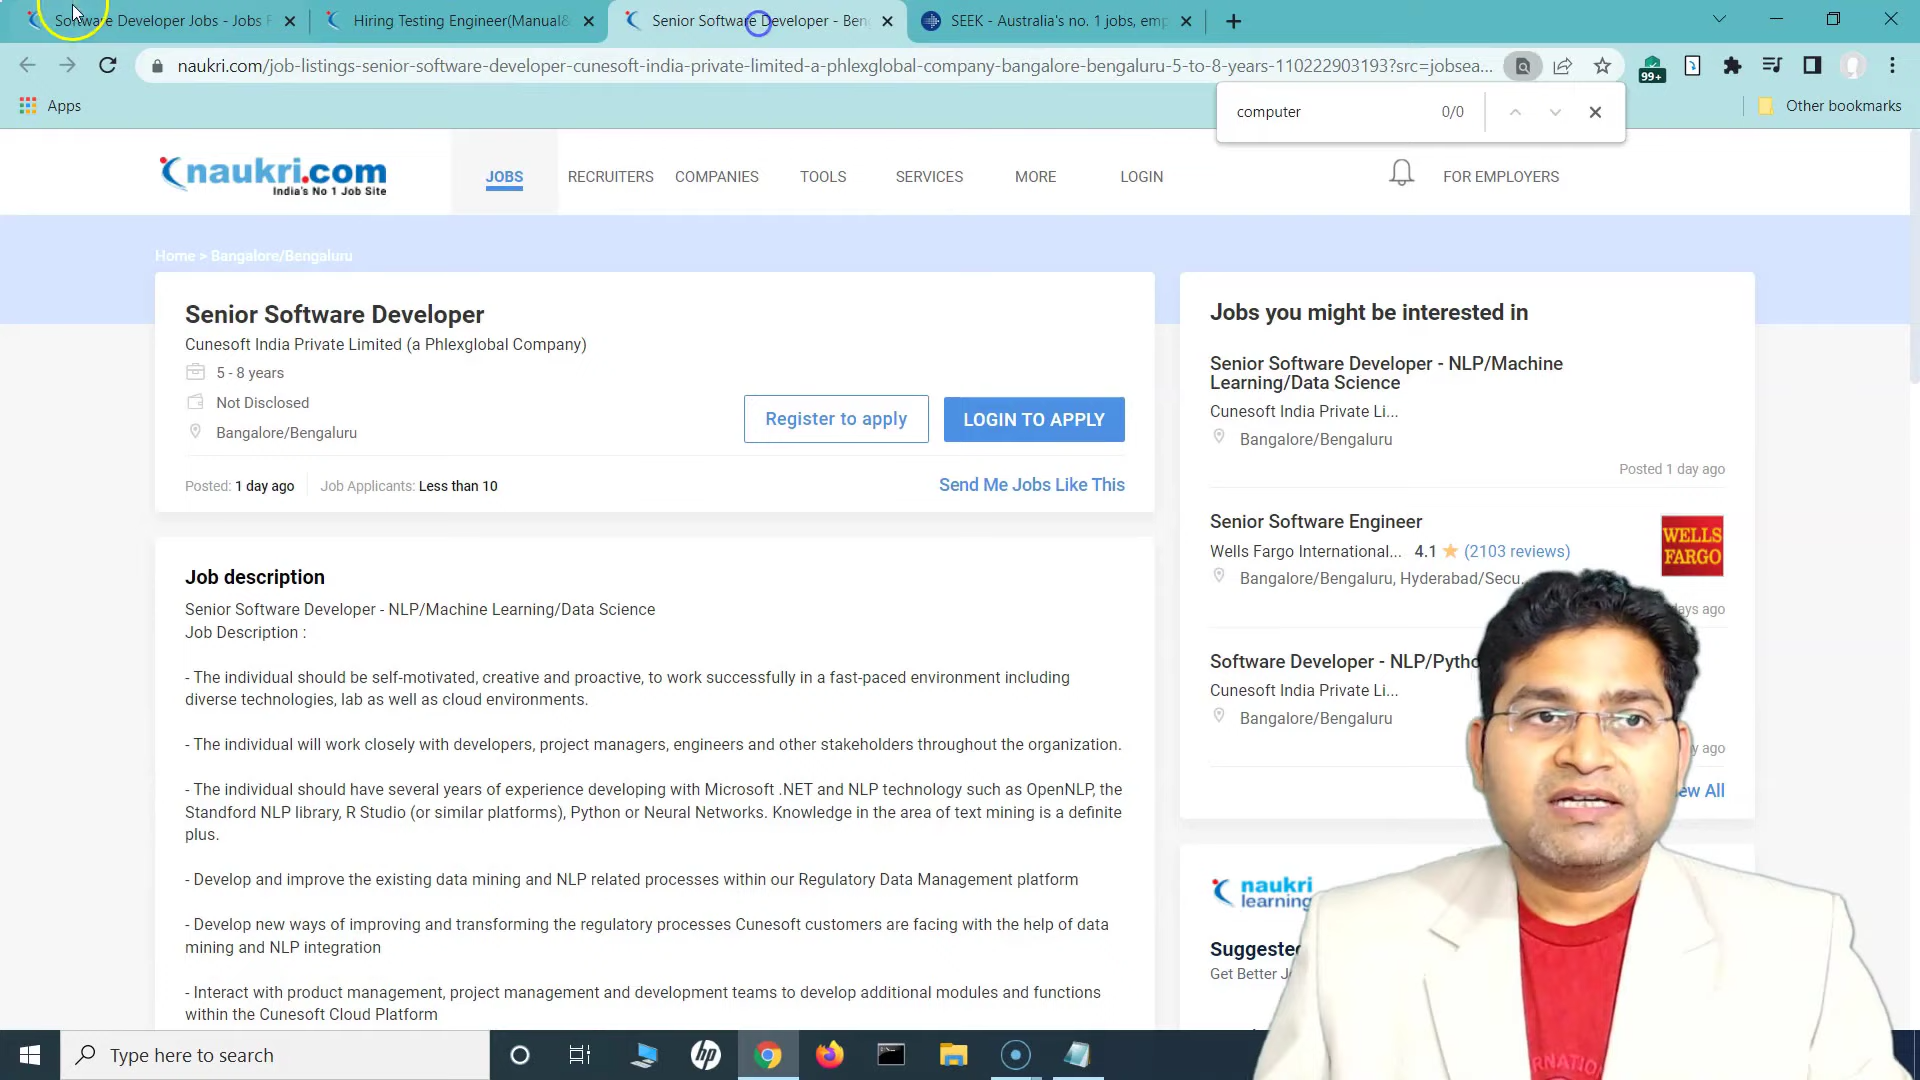 Software Developer Jobs - Jobs F
Hiring Testing Engineer(Manual&
Senior Software Developer - Ben
SEEK - Australia's no. 1 jobs, emp
naukri.com/job-listings-senior-software-developer-cunesoft-india-private-limited-a-phlexglobal-company-bangalore-bengaluru-5-to-8-years-110222903193?src=jobsea...
99+
Apps
Other bookmarks
computer
0/0
naukri.com
India's No 1 Job Site
JOBS
RECRUITERS
COMPANIES
TOOLS
SERVICES
MORE
LOGIN
FOR EMPLOYERS
Home > Bangalore/Bengaluru
Senior Software Developer
Cunesoft India Private Limited (a Phlexglobal Company)
5 - 8 years
Not Disclosed
Bangalore/Bengaluru
Register to apply
LOGIN TO APPLY
Posted: 1 day ago
Job Applicants: Less than 10
Send Me Jobs Like This
Job description
Senior Software Developer - NLP/Machine Learning/Data Science
Job Description :
- The individual should be self-motivated, creative and proactive, to work successfully in a fast-paced environment including
diverse technologies, lab as well as cloud environments.
- The individual will work closely with developers, project managers, engineers and other stakeholders throughout the organization.
- The individual should have several years of experience developing with Microsoft .NET and NLP technology such as OpenNLP, the
Standford NLP library, R Studio (or similar platforms), Python or Neural Networks. Knowledge in the area of text mining is a definite
plus.
- Develop and improve the existing data mining and NLP related processes within our Regulatory Data Management platform
- Develop new ways of improving and transforming the regulatory processes Cunesoft customers are facing with the help of data
mining and NLP integration
- Interact with product management, project management and development teams to develop additional modules and functions
within the Cunesoft Cloud Platform
Jobs you might be interested in
Senior Software Developer - NLP/Machine
Learning/Data Science
Cunesoft India Private Li...
Bangalore/Bengaluru
Posted 1 day ago
Senior Software Engineer
Wells Fargo International... 4.1 (2103 reviews)
WELLS
FARGO
Bangalore/Bengaluru, Hyderabad/Secu...
days ago
Software Developer - NLP/Pytho
Cunesoft India Private Li...
Bangalore/Bengaluru
y ago
ew All
naukri
learning
Suggested
Get Better J
Type here to search
hp